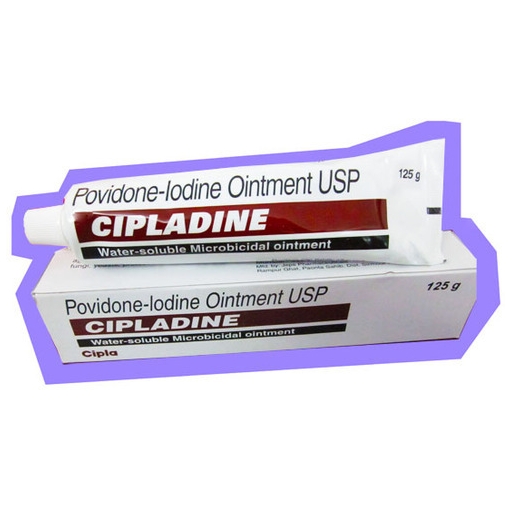 Povidone-Iodine Ointment USP
125 g
CIPLADINE
Water-soluble Microbicidal ointment
Povidone-Iodine Ointment USP
125 g
CIPLADINE
Water-soluble Microbicidal ointment
Cipla